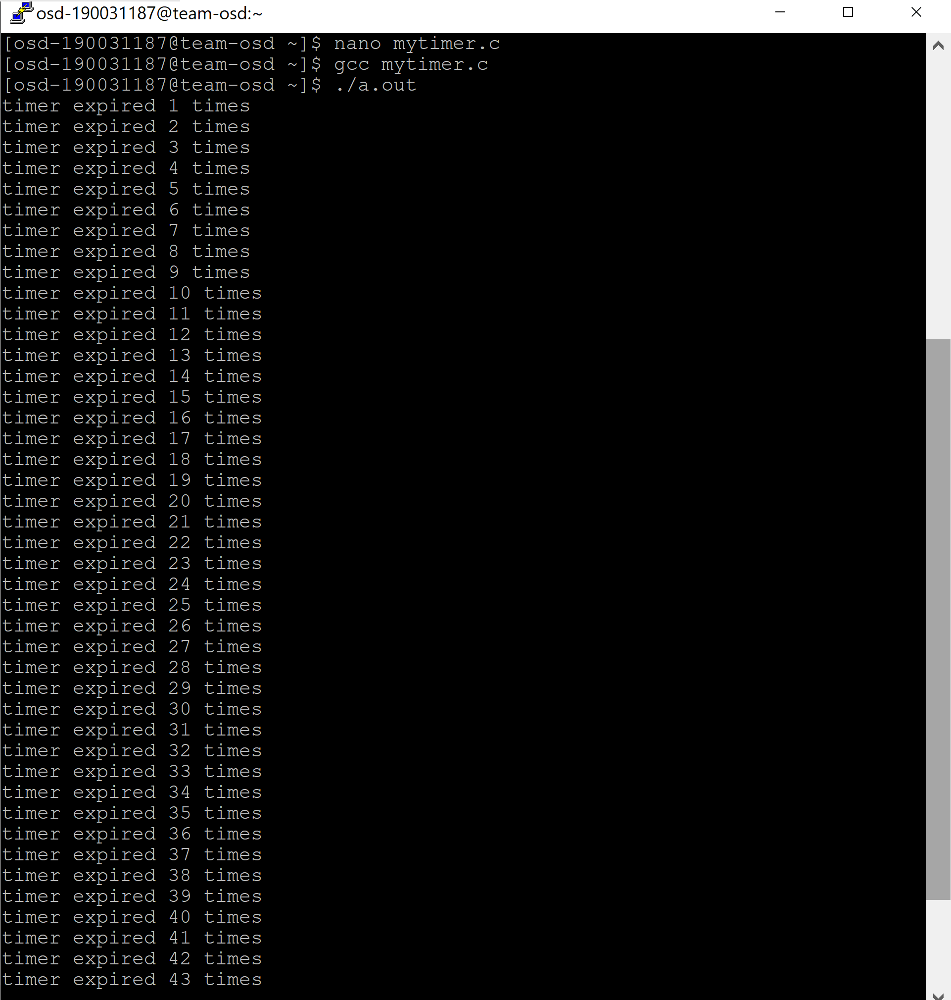 osd-190031187@team-osd:~
[osd-190031187@team-osd ~]$ nano mytimer.c
[osd-190031187@team-osd ~]$ gcc mytimer.c
[osd-190031187@team-osd ~]$ ./a.out
timer expired 1 times
timer expired 2 times
timer expired 3 times
timer expired 4 times
timer expired 5 times
timer expired 6 times
timer expired 7 times
timer expired 8 times
timer expired 9 times
timer expired 10 times
timer expired 11 times
timer expired 12 times
timer expired 13 times
timer expired 14 times
timer expired 15 times
timer expired 16 times
timer expired 17 times
timer expired 18 times
timer expired 19 times
timer expired 20 times
timer expired 21 times
timer expired 22 times
timer expired 23 times
timer expired 24 times
timer expired 25 times
timer expired 26 times
timer expired 27 times
timer expired 28 times
timer expired 29 times
timer expired 30 times
timer expired 31 times
timer expired 32 times
timer expired 33 times
timer expired 34 times
timer expired 35 times
timer expired 36 times
timer expired 37 times
timer expired 38 times
timer expired 39 times
timer expired 40 times
timer expired 41 times
timer expired 42 times
timer expired 43 times